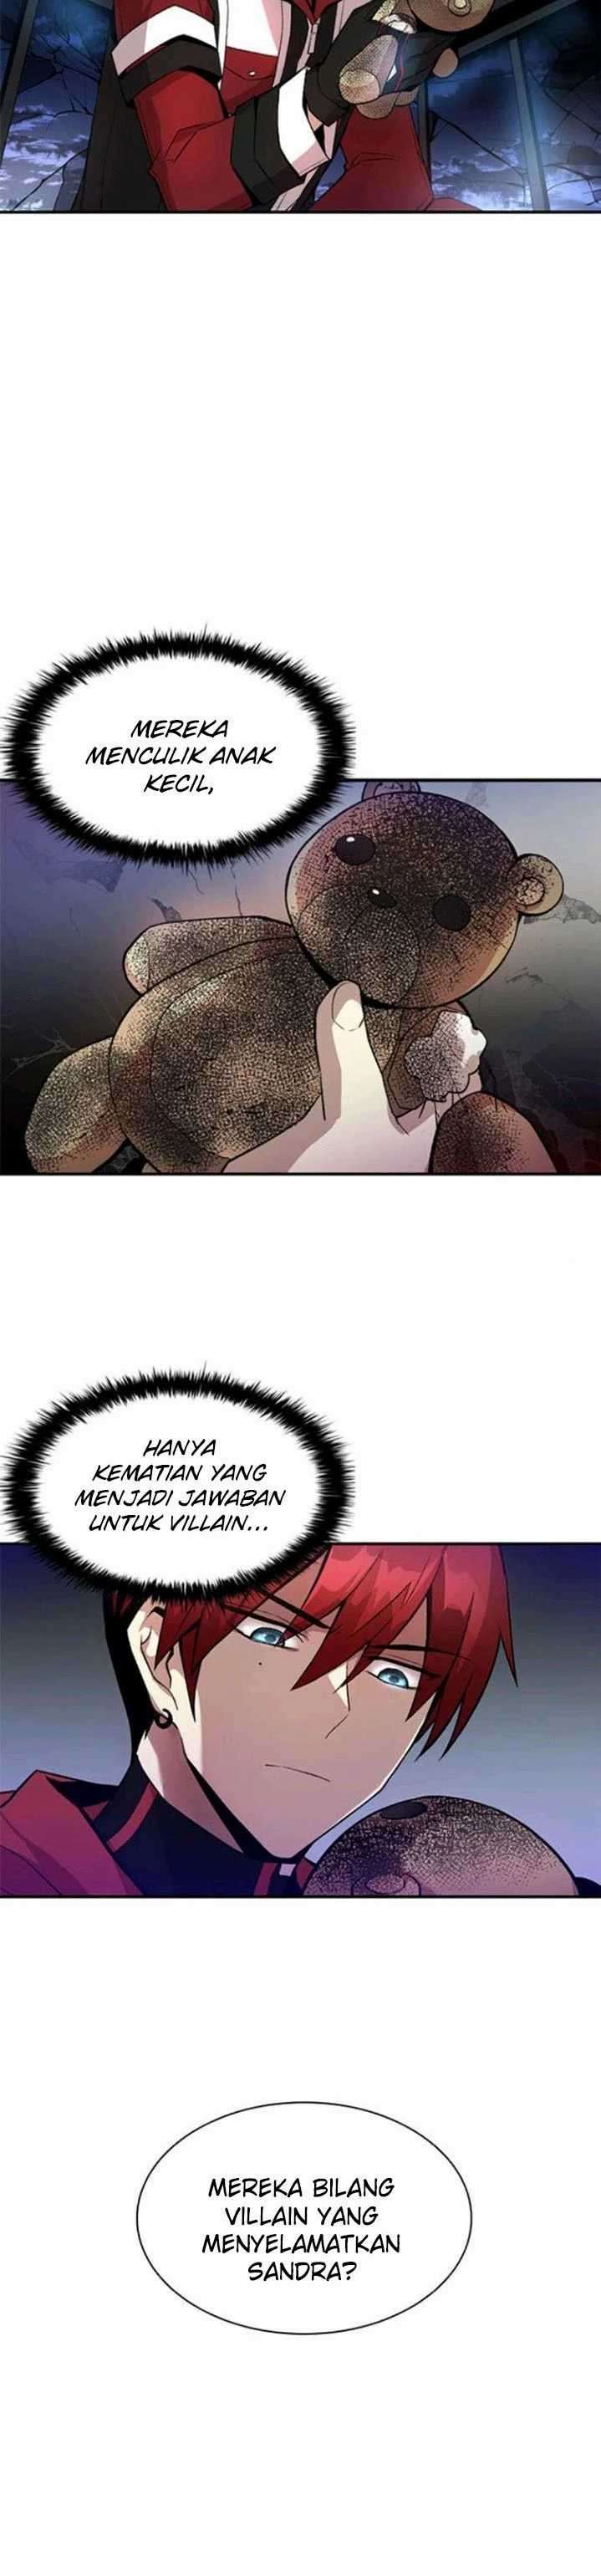 MEREKA
MENCULIK ANAK
KECIL,
HANYA
KEMATIAN YANG
MENJADI JAWABAN
UNTUK VILLAIN...
MEREKA BILANG
VILLAIN YANG
MENYELAMATKAN
SANDRA?